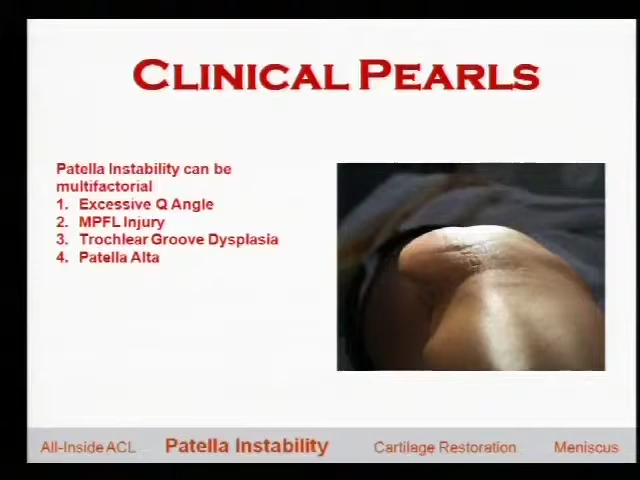 CLINICAL PEARLS
Patella Instability can be
multifactorial
1. Excessive Q Angle
2. MPFL Injury
3. Trochlear Groove Dysplasia
4. Patella Alta
All-Inside ACL Patella Instability Cartilage Restoration Meniscus